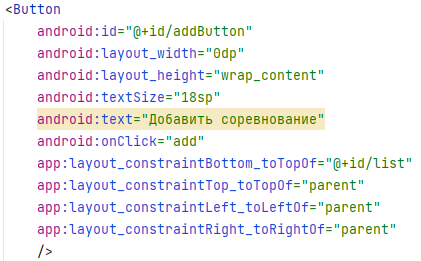 <Button
android:id="@+id/addButton"
android:layout_width="0dp"
android:layout_height="wrap_content"
android:textSize="18sp"
android:text="Добавить соревнование"
android:onClick="add"
app:layout_constraintBottom_toTopOf="@+id/list"
app:layout_constraintTop_toTopOf="parent"
app:layout_constraintLeft_toLeftOf="parent"
app:layout_constraintRight_toRightOf="parent"
/>